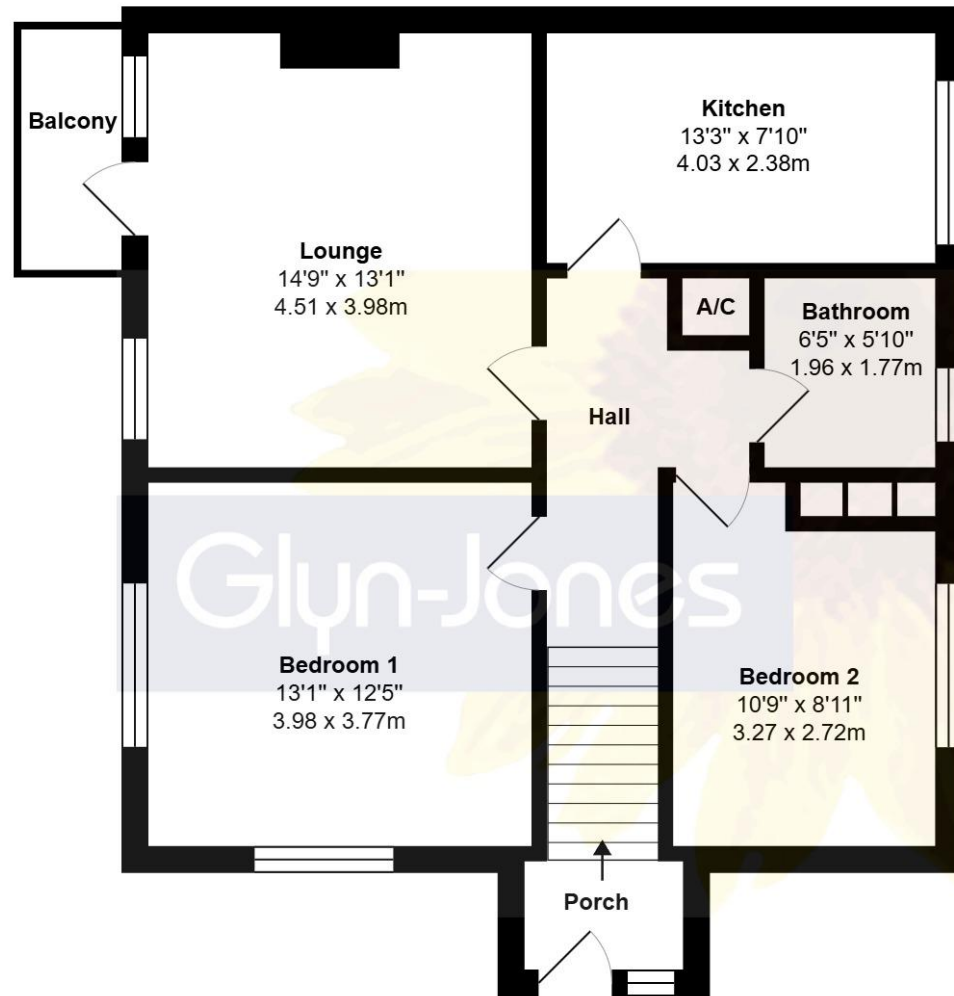 Balcony
Lounge
14'9" x 13'1"
4.51 x 3.98m
Kitchen
13'3" x 7'10"
4.03 x 2.38m
A/C
Bathroom
6'5" x 5'10"
1.96 x 1.77m
Hall
Glyn-Jones
Bedroom 1
13'1" x 12'5"
3.98 x 3.77m
Bedroom 2
10'9" x 8'11"
3.27 x 2.72m
Porch